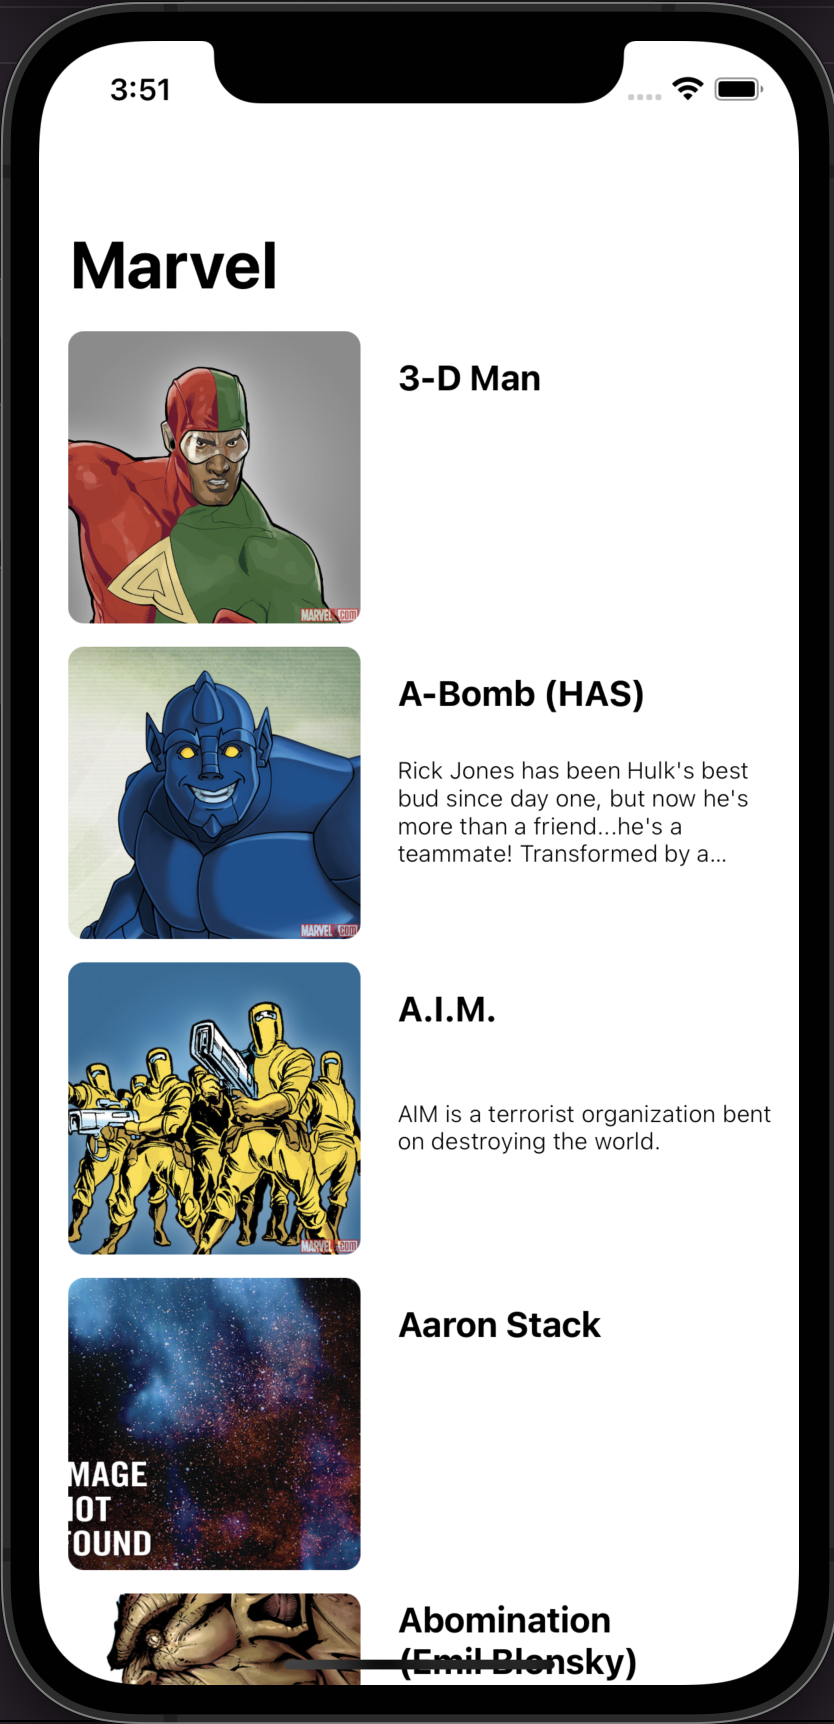 3:51
Marvel
3-D Man
MARVEL.COM
A-Bomb (HAS)
Rick Jones has been Hulk's best
bud since day one, but now he's
more than a friend...he's a
teammate! Transformed by a...
MARVEL.COM
A.I.M.
AIM is a terrorist organization bent
on destroying the world.
MARVEL.COM
Aaron Stack
MAGE
OT
OUND
Abomination
(Emil Blonsky)